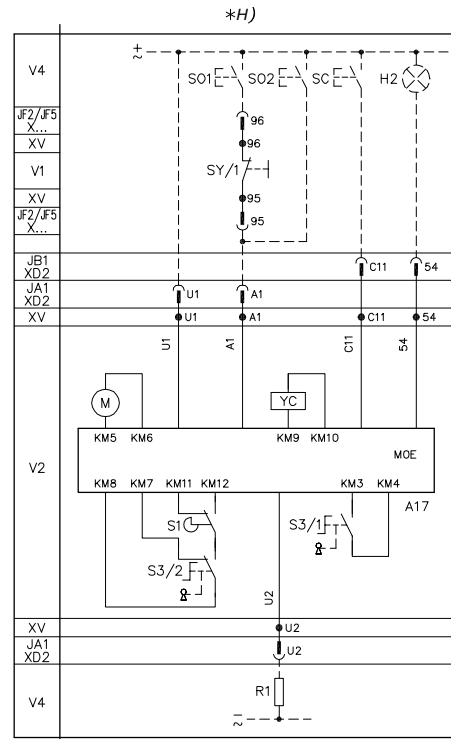 *H)
+
~
V4
SO1
SO2
SC
H2
JF2/JF5
X...
96
XV
96
V1
SY/1
XV
95
JF2/JF5
X...
95
JB1
XD2
C11
54
JA1
XD2
U1
A1
XV
U1
A1
C11
54
U1
A1
C11
54
M
YC
KM5
KM6
KM9
KM10
MOE
V2
KM8
KM7
KM11
KM12
KM3
KM4
A17
S1
S3/1
S3/2
U2
XV
U2
JA1
XD2
U2
V4
R1
–
~